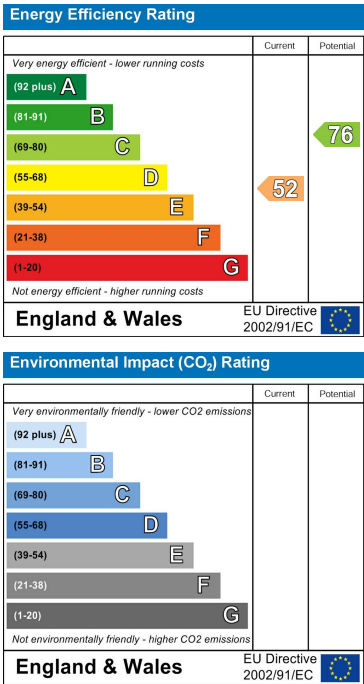 Energy Efficiency Rating
Current Potential
Very energy efficient - lower running costs
(92 plus) A
(81-91) B
(69-80) C
(55-68) D
(39-54) E
(21-38) F
(1-20) G
76
52
Not energy efficient - higher running costs
England & Wales
EU Directive
2002/91/EC
Environmental Impact (CO₂) Rating
Current Potential
Very environmentally friendly - lower CO2 emissions
(92 plus) A
(81-91) B
(69-80) C
(55-68) D
(39-54) E
(21-38) F
(1-20) G
Not environmentally friendly - higher CO2 emissions
England & Wales
EU Directive
2002/91/EC